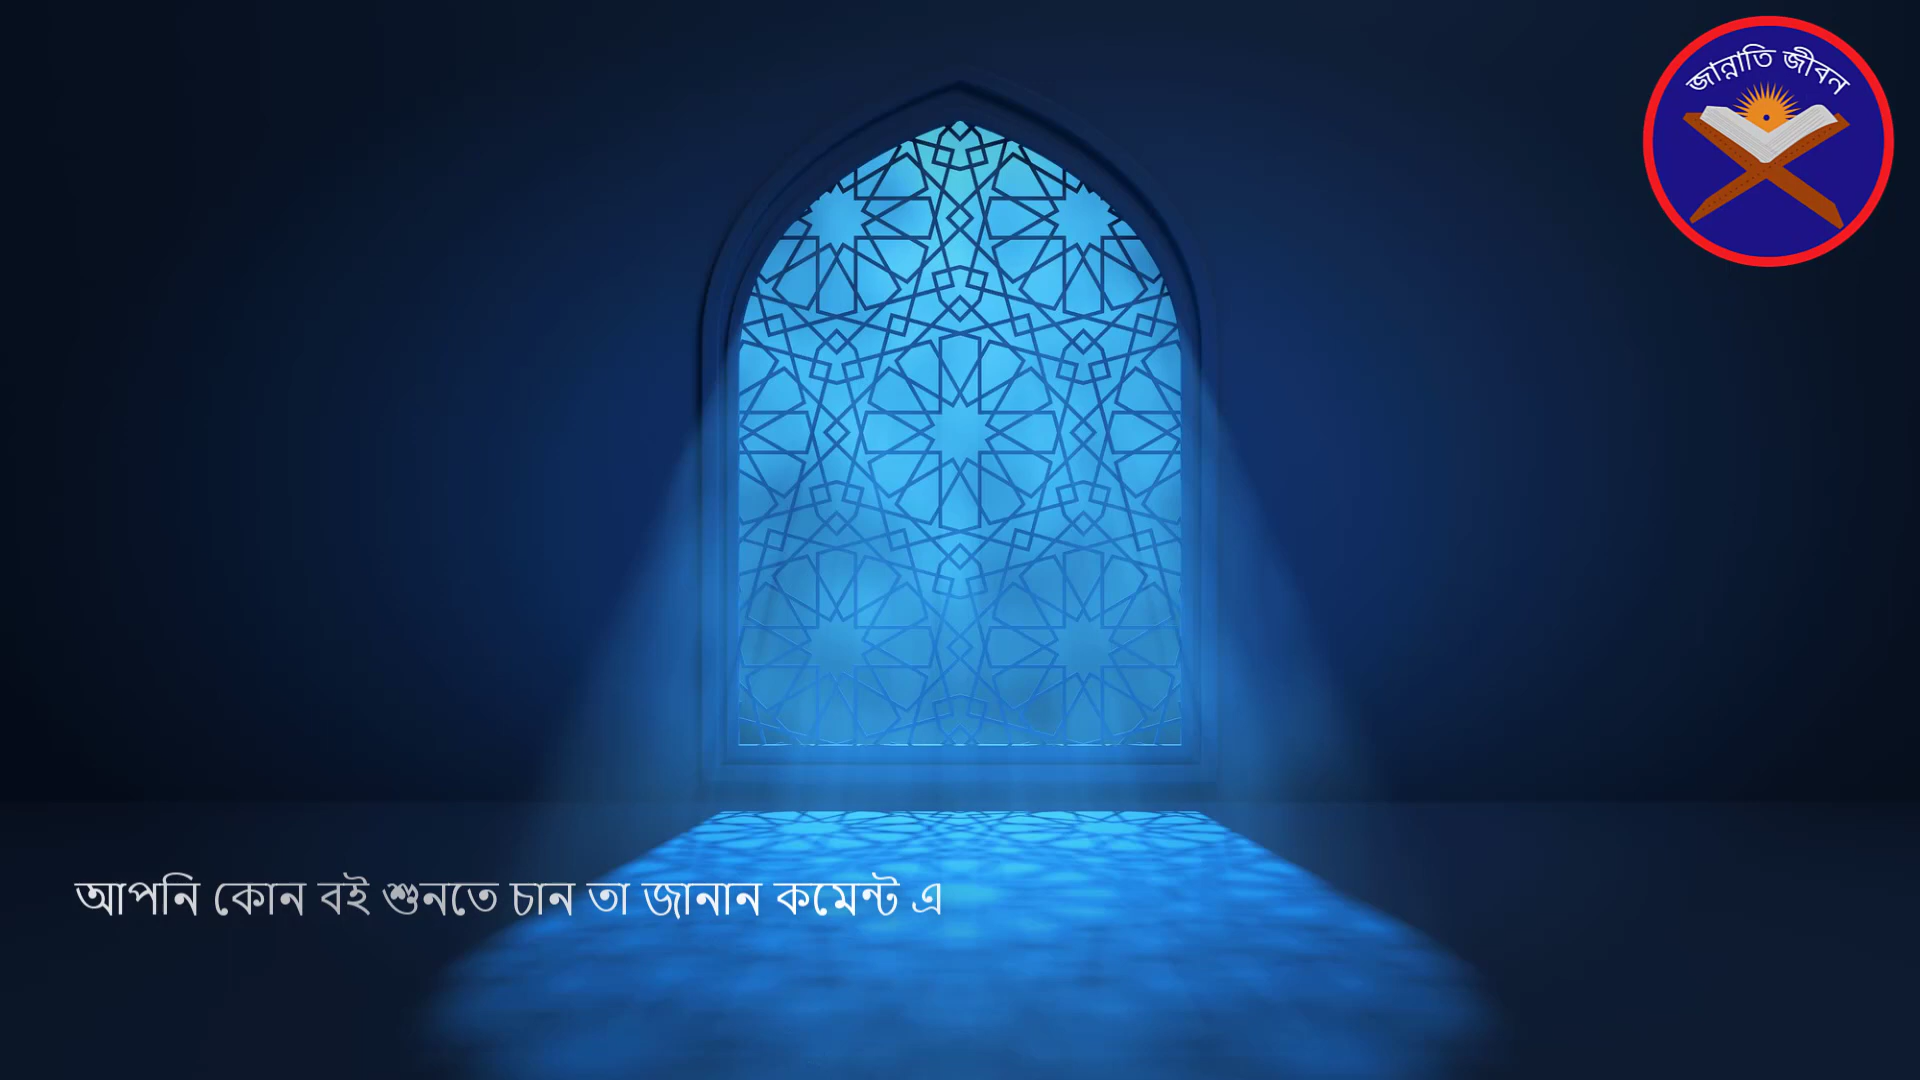 জান্নাতি জীবন
আপনি কোন বই শুনতে চান তা জানান কমেন্ট এ